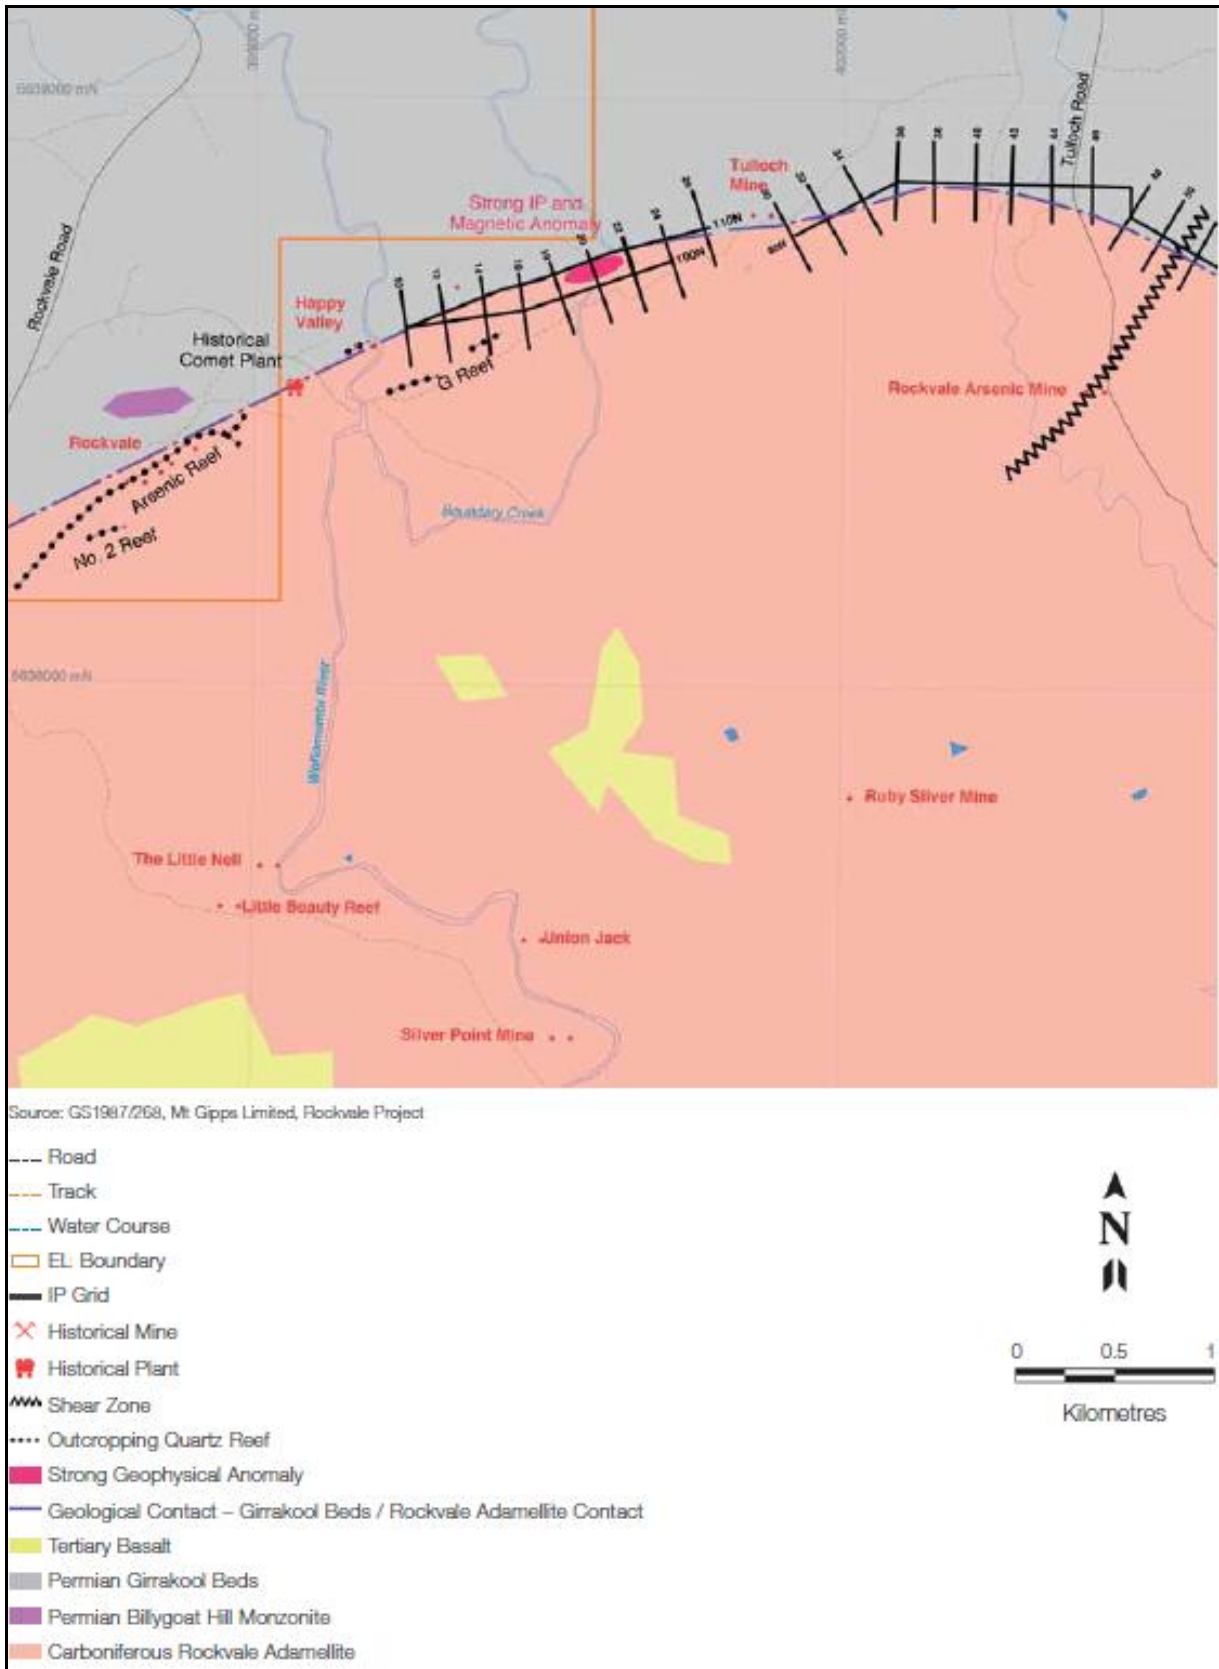 Tulloch Road
Tulloch
Mine
Strong IP and
Magnetic Anomaly
Rockvale Road
Happy
Valley
Historical
Comet Plant
110N
100N
G Reef
Rockvale
Arsenic Reef
No. 2 Reef
Rockvale Arsenic Mine
Boundary Creek
Ruby Silver Mine
The Little Nell
Little Beauty Reef
Union Jack
Silver Point Mine
Source: GS1987/268, Mt Gipps Limited, Rockvale Project
Road
Track
Water Course
EL Boundary
IP Grid
Historical Mine
Historical Plant
Shear Zone
Outcropping Quartz Reef
Strong Geophysical Anomaly
Geological Contact – Girrakool Beds / Rockvale Adamellite Contact
Tertiary Basalt
Permian Girrakool Beds
Permian Billygoat Hill Monzonite
Carboniferous Rockvale Adamellite
N
0 0.5 1
Kilometres